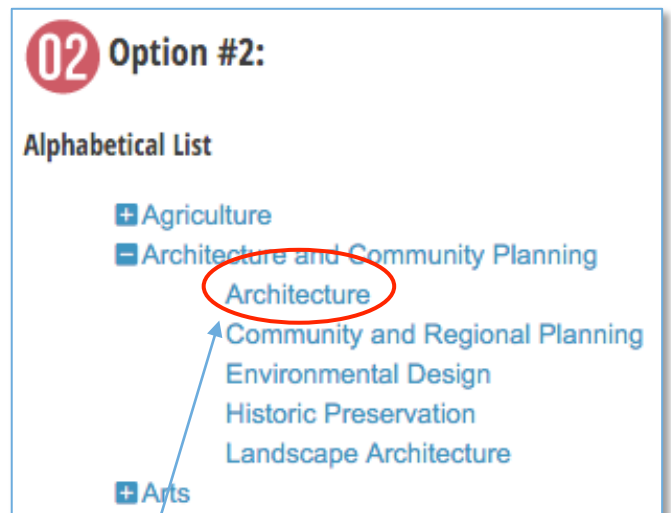 02 Option #2:
Alphabetical List
Agriculture
Architecture and Community Planning
Architecture
Community and Regional Planning
Environmental Design
Historic Preservation
Landscape Architecture
Arts